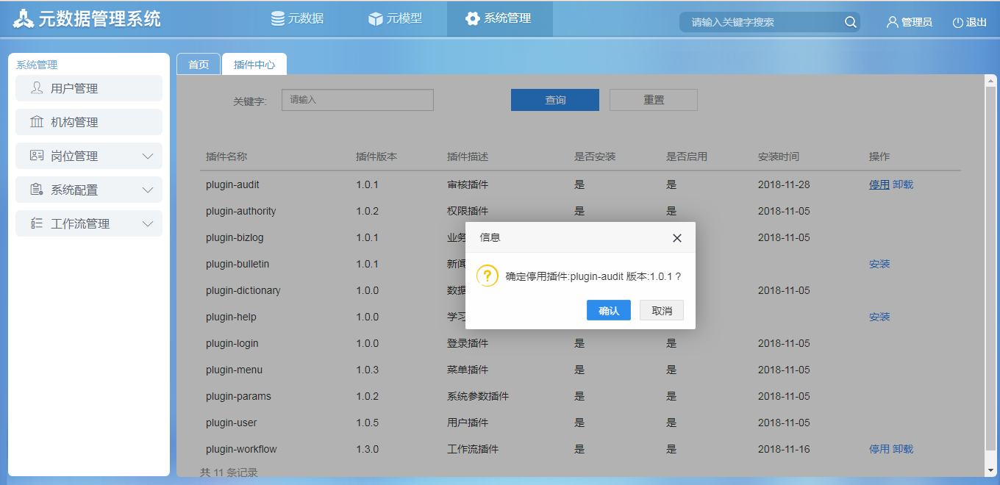 元数据管理系统 元数据 元模型 系统管理 请输入关键字搜索 管理员 退出
系统管理
用户管理
机构管理
岗位管理
系统配置
工作流管理
首页 插件中心
关键字: 请输入 查询 重置
插件名称 插件版本 插件描述 是否安装 是否启用 安装时间 操作
plugin-audit 1.0.1 审核插件 是 是 2018-11-28 停用 卸载
plugin-authority 1.0.2 权限插件 是 是 2018-11-05
plugin-bizlog 1.0.1 业务 2018-11-05
plugin-bulletin 1.0.1 新闻 安装
plugin-dictionary 1.0.0 数据 2018-11-05
plugin-help 1.0.0 学习 安装
plugin-login 1.0.0 登录插件 是 是 2018-11-05
plugin-menu 1.0.3 菜单插件 是 是 2018-11-05
plugin-params 1.0.2 系统参数插件 是 是 2018-11-05
plugin-user 1.0.5 用户插件 是 是 2018-11-05
plugin-workflow 1.3.0 工作流插件 是 是 2018-11-16 停用 卸载
共 11 条记录
信息
确定停用插件:plugin-audit 版本:1.0.1 ?
确认 取消